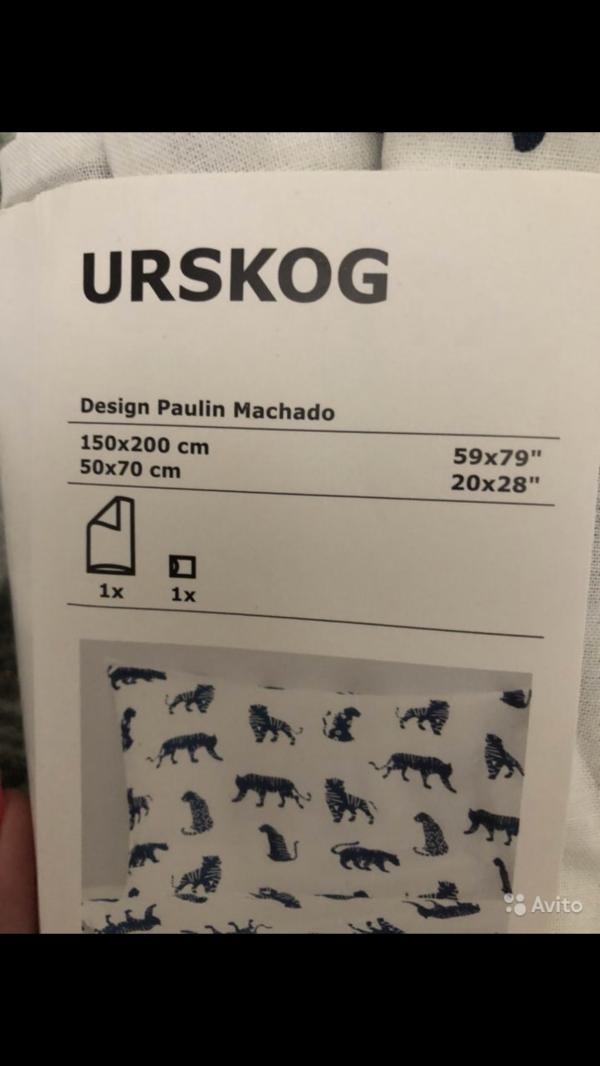 URSKOG
Design Paulin Machado
150x200 cm 59x79"
50x70 cm 20x28"
1x 1x
Avito